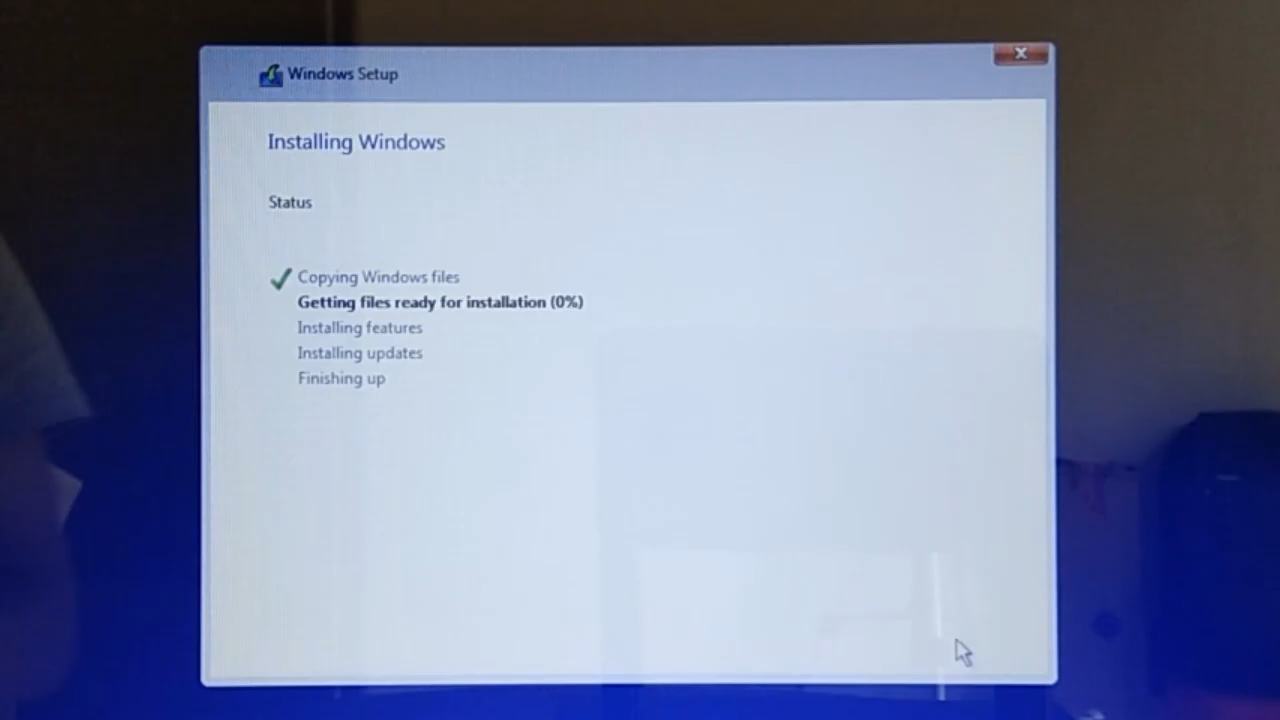 Windows Setup
Installing Windows
Status
Copying Windows files
Getting files ready for installation (0%)
Installing features
Installing updates
Finishing up